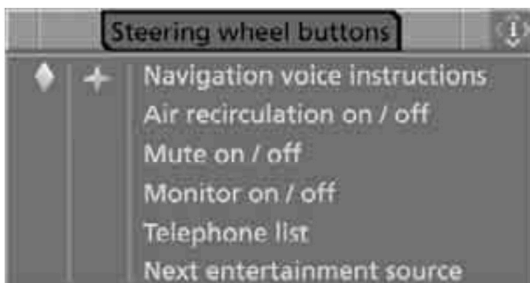 Steering wheel buttons
Navigation voice instructions
Air recirculation on / off
Mute on / off
Monitor on / off
Telephone list
Next entertainment source